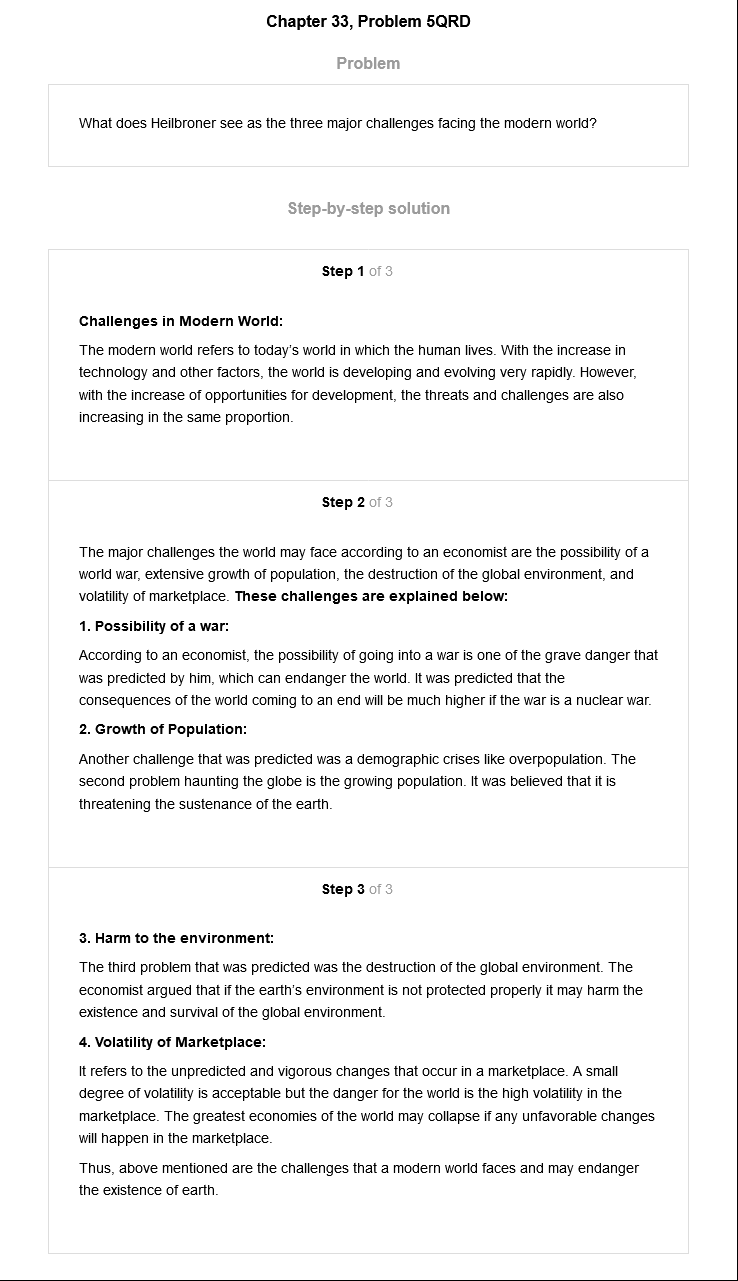 Chapter 33, Problem 5QRD
Problem
What does Heilbroner see as the three major challenges facing the modern world?
Step-by-step solution
Step 1 of 3
Challenges in Modern World:
The modern world refers to today's world in which the human lives. With the increase in
technology and other factors, the world is developing and evolving very rapidly. However,
with the increase of opportunities for development, the threats and challenges are also
increasing in the same proportion.
Step 2 of 3
The major challenges the world may face according to an economist are the possibility of a
world war, extensive growth of population, the destruction of the global environment, and
volatility of marketplace. These challenges are explained below:
1. Possibility of a war:
According to an economist, the possibility of going into a war is one of the grave danger that
was predicted by him, which can endanger the world. It was predicted that the
consequences of the world coming to an end will be much higher if the war is a nuclear war.
2. Growth of Population:
Another challenge that was predicted was a demographic crises like overpopulation. The
second problem haunting the globe is the growing population. It was believed that it is
threatening the sustenance of the earth.
Step 3 of 3
3. Harm to the environment:
The third problem that was predicted was the destruction of the global environment. The
economist argued that if the earth's environment is not protected properly it may harm the
existence and survival of the global environment.
4. Volatility of Marketplace:
It refers to the unpredicted and vigorous changes that occur in a marketplace. A small
degree of volatility is acceptable but the danger for the world is the high volatility in the
marketplace. The greatest economies of the world may collapse if any unfavorable changes
will happen in the marketplace.
Thus, above mentioned are the challenges that a modern world faces and may endanger
the existence of earth.